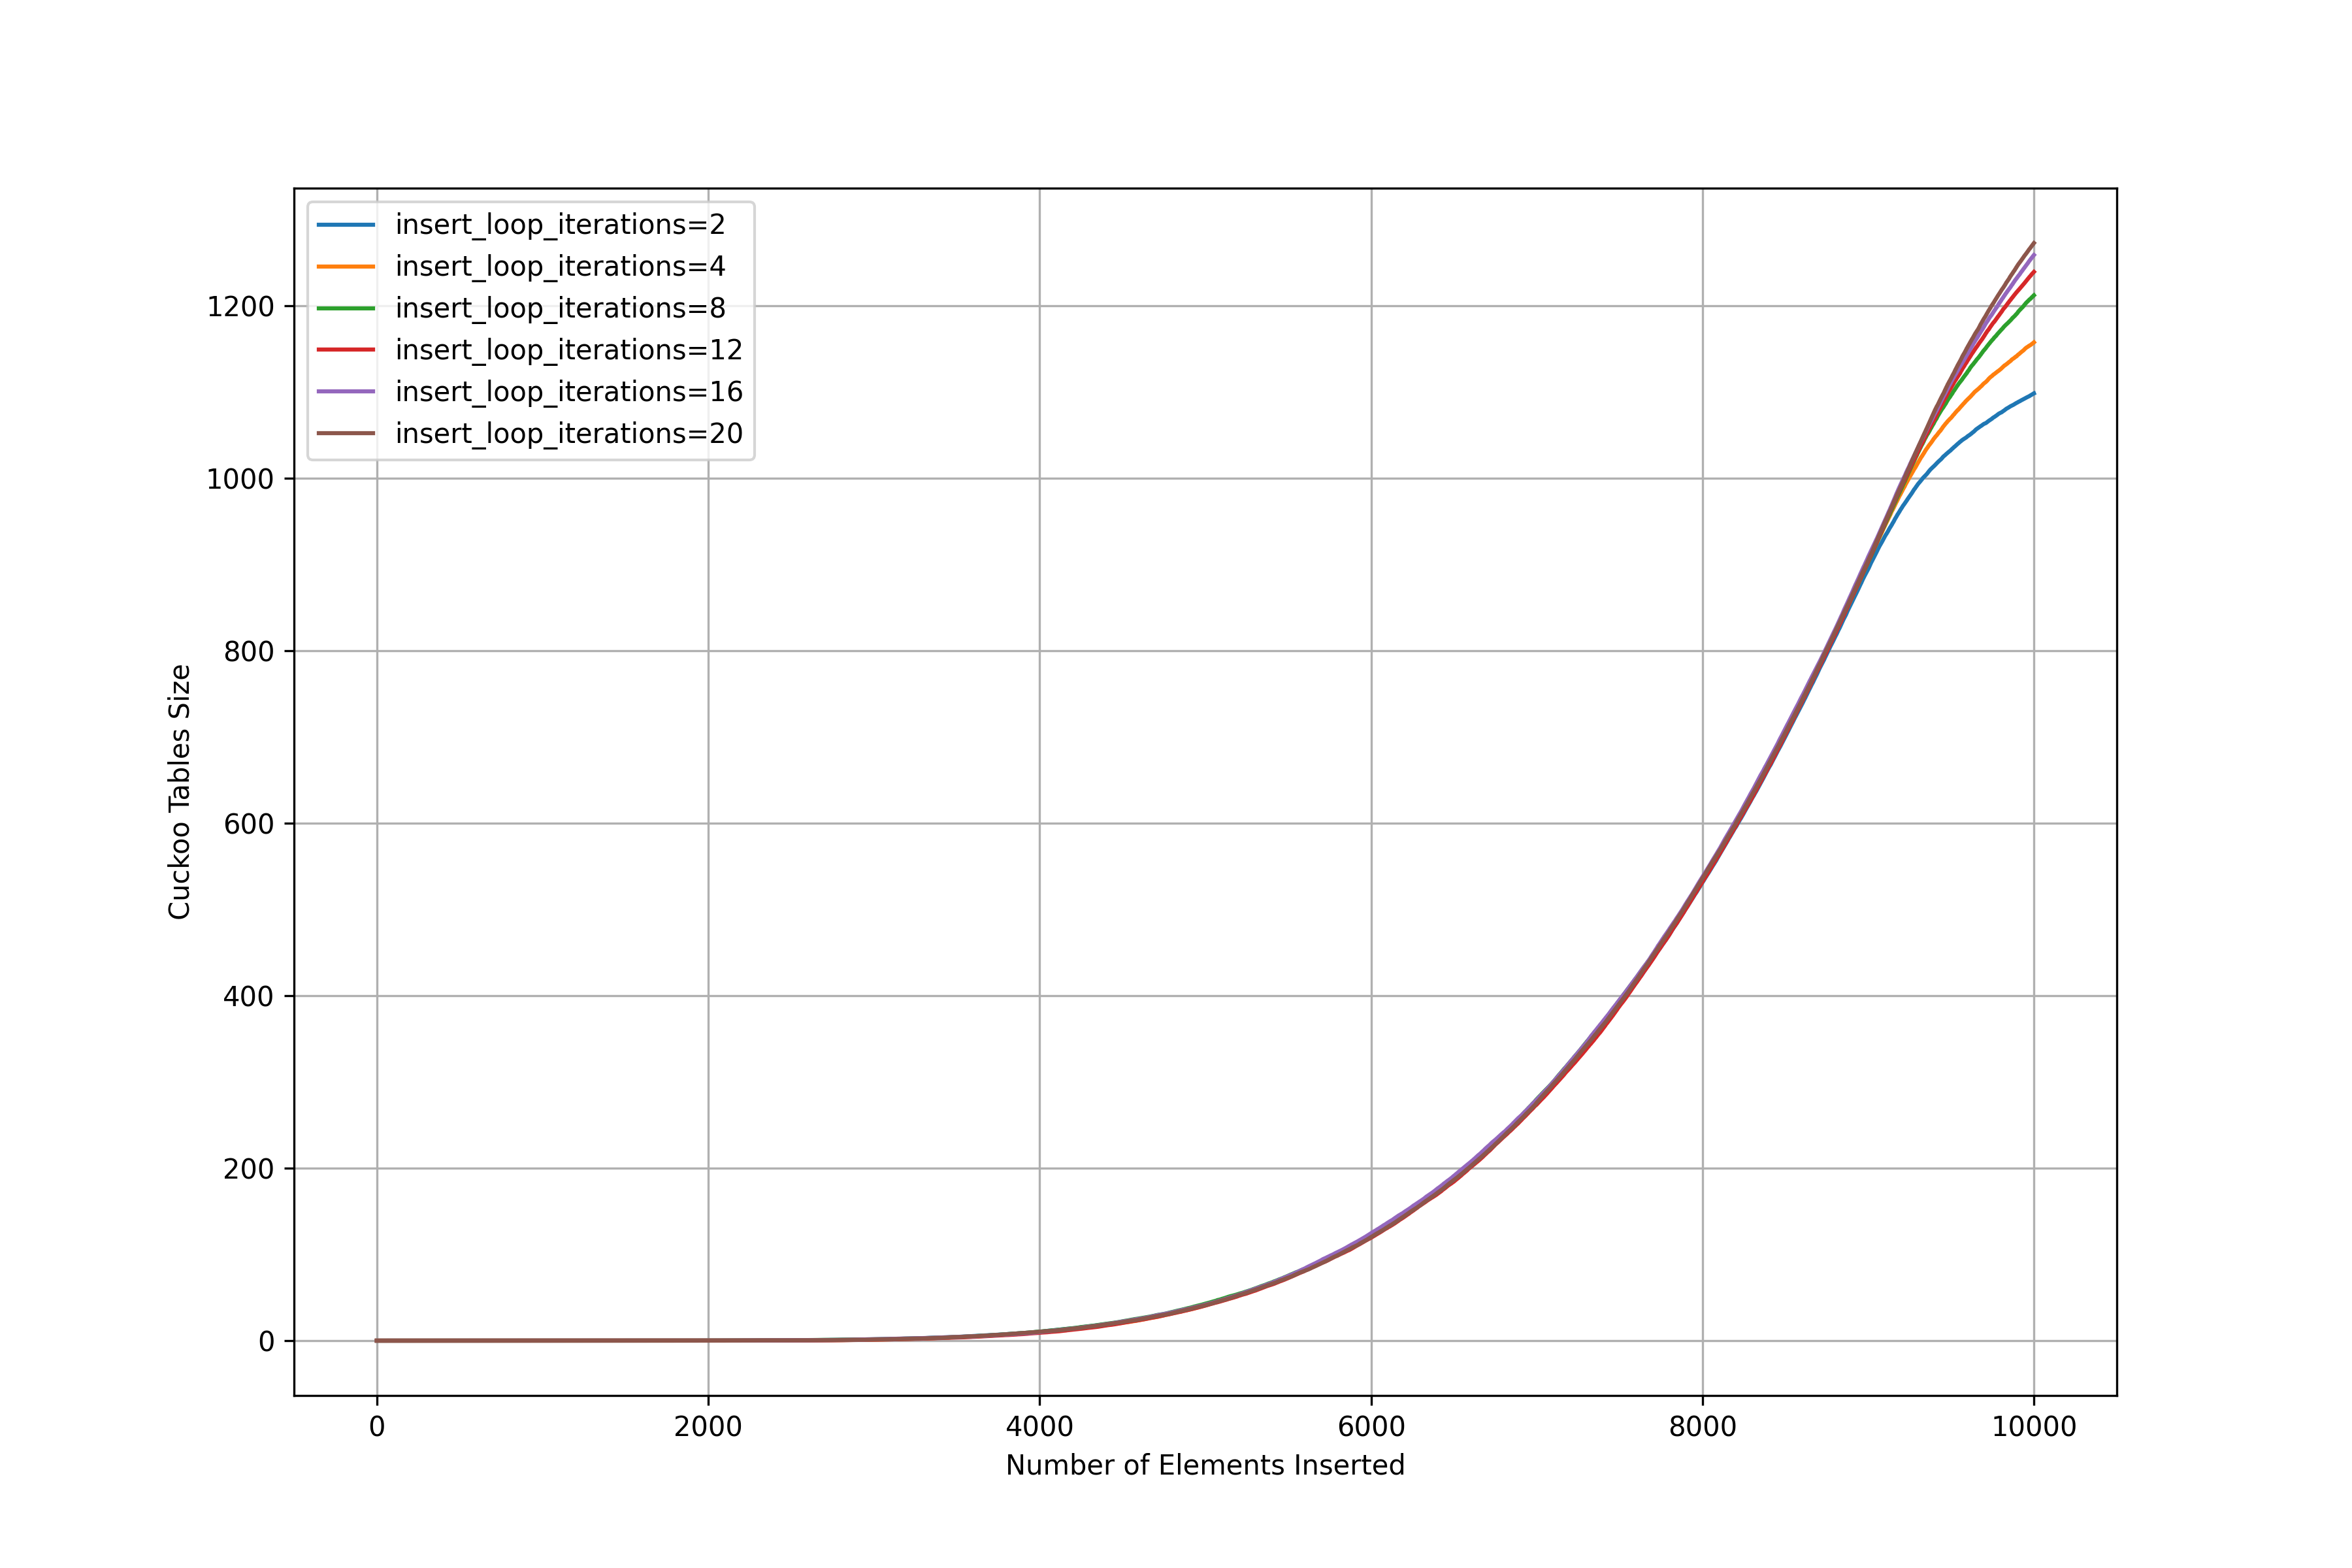 insert_loop_iterations=2
insert_loop_iterations=4
insert_loop_iterations=8
insert_loop_iterations=12
insert_loop_iterations=16
insert_loop_iterations=20
1200
1000
800
600
400
200
0
Cuckoo Tables Size
0 2000 4000 6000 8000 10000
Number of Elements Inserted